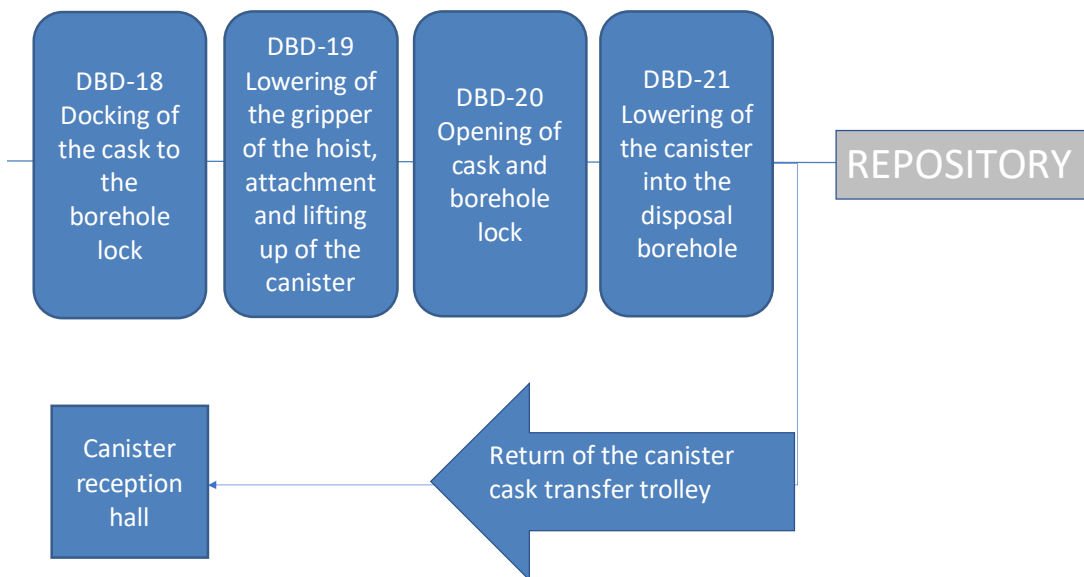 DBD-18
Docking of
the cask to
the
borehole
lock
DBD-19
Lowering of
the gripper
of the hoist,
attachment
and lifting
up of the
canister
DBD-20
Opening of
cask and
borehole
lock
DBD-21
Lowering of
the canister
into the
disposal
borehole
REPOSITORY
Canister
reception
hall
Return of the canister
cask transfer trolley